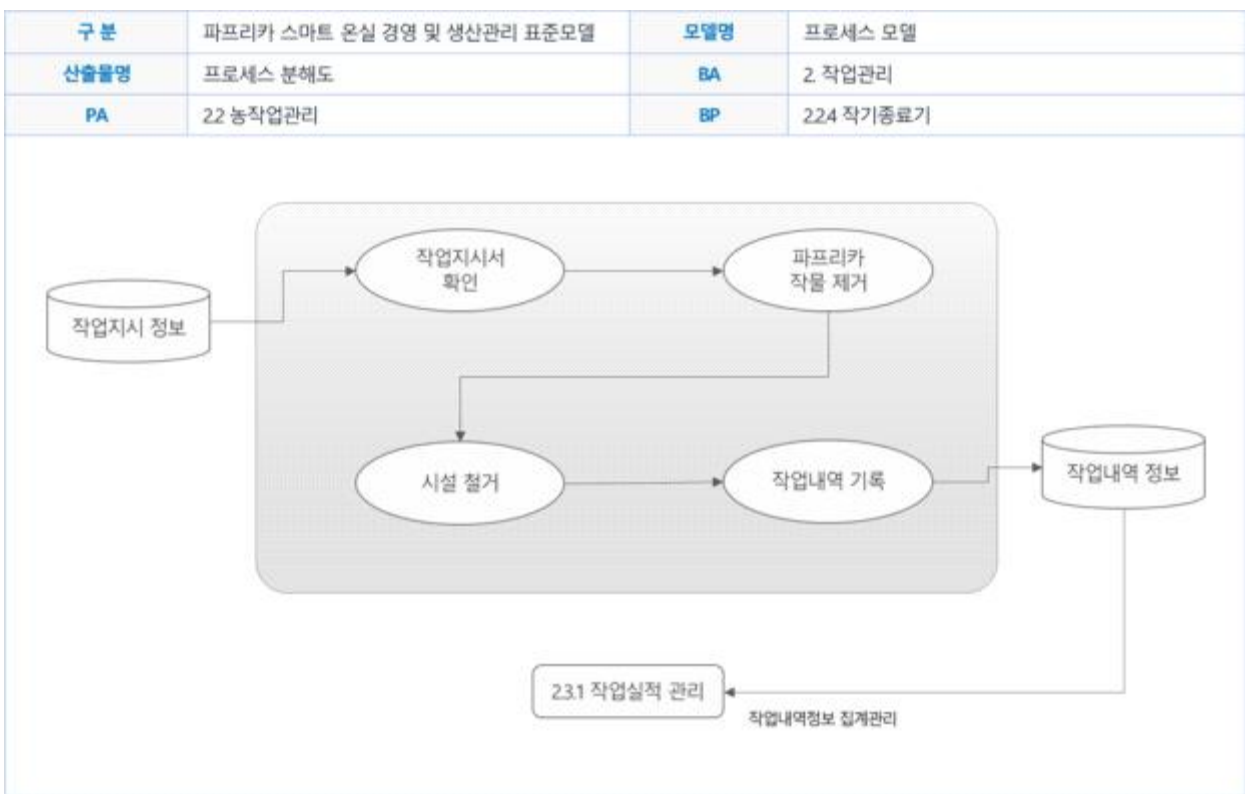 구 분
파프리카 스마트 온실 경영 및 생산관리 표준모델
모델명
프로세스 모델
산출물명
프로세스 분해도
BA
2. 작업관리
PA
2.2 농작업관리
BP
2.2.4 작기종료기
작업지시서
확인
파프리카
작물 제거
작업지시 정보
시설 철거
작업내역 기록
작업내역 정보
2.3.1 작업실적 관리
작업내역정보 집계관리